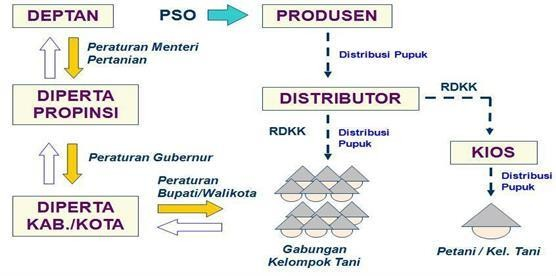 DEPTAN
PSO
PRODUSEN
Peraturan Menteri
Pertanian
Distribusi Pupuk
DIPERTA
PROPINSI
DISTRIBUTOR
RDKK
RDKK
Distribusi
Pupuk
KIOS
Peraturan Gubernur
Peraturan
Bupati/Walikota
Distribusi
Pupuk
DIPERTA
KAB./KOTA
Gabungan
Kelompok Tani
Petani / Kel. Tani